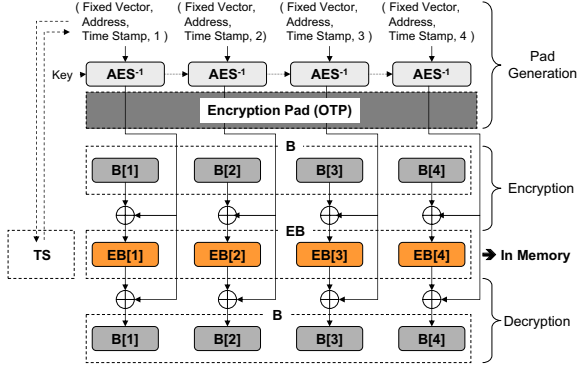 ( Fixed Vector, Address, Time Stamp, 1 )
( Fixed Vector, Address, Time Stamp, 2)
( Fixed Vector, Address, Time Stamp, 3 )
( Fixed Vector, Address, Time Stamp, 4 )
Pad Generation
Key
AES-1 AES-1 AES-1 AES-1
Encryption Pad (OTP)
B
B[1] B[2] B[3] B[4]
Encryption
EB
TS
EB[1] EB[2] EB[3] EB[4]
In Memory
B
Decryption
B[1] B[2] B[3] B[4]